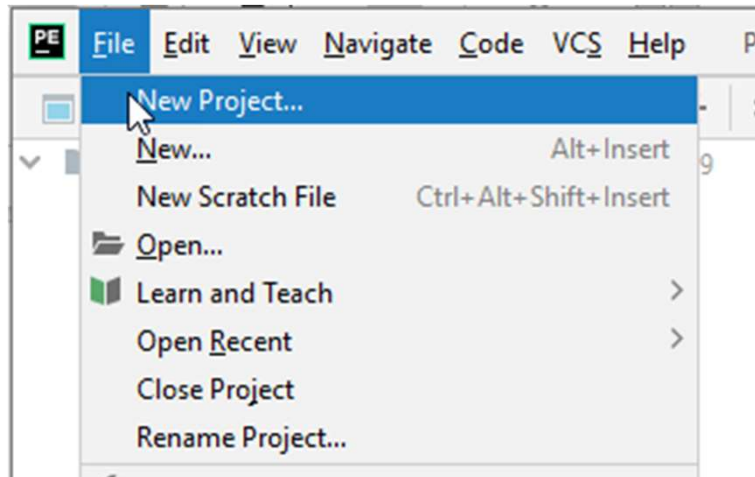 PE File Edit View Navigate Code VCS Help P
New Project...
New... Alt+Insert
9
New Scratch File Ctrl+Alt+Shift+Insert
Open...
Learn and Teach
Open Recent
Close Project
Rename Project...